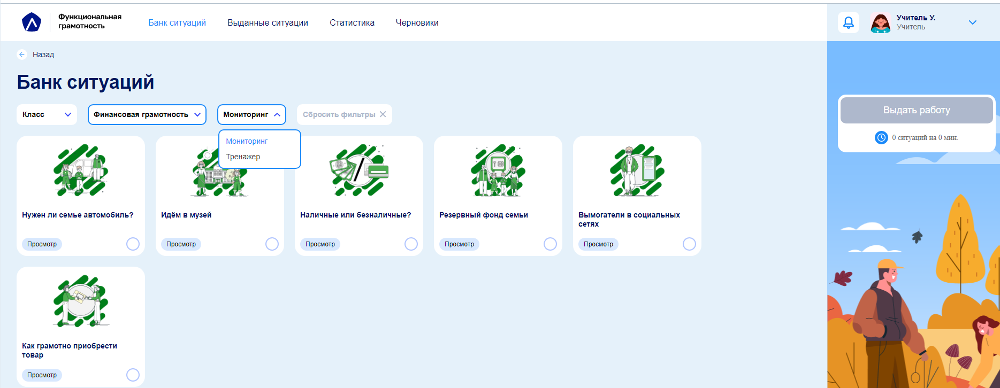 Функциональная
грамотность
Банк ситуаций
Выданные ситуации
Статистика
Черновики
Учитель У.
Учитель
Назад
Банк ситуаций
Класс
Финансовая грамотность
Мониторинг
Сбросить фильтры
Мониторинг
Тренажер
Выдать работу
0 ситуаций на 0 мин.
Нужен ли семье автомобиль?
Просмотр
Идём в музей
Просмотр
Наличные или безналичные?
Просмотр
Резервный фонд семьи
Просмотр
Вымогатели в социальных
сетях
Просмотр
Как грамотно приобрести
товар
Просмотр